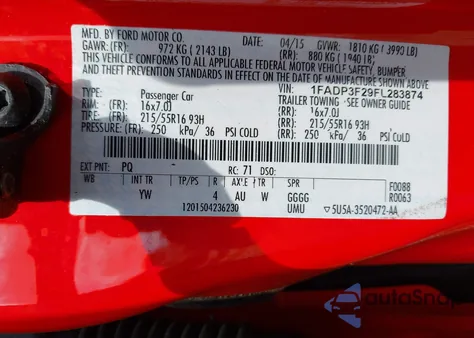 MFD. BY FORD MOTOR CO.
GAWR:(FR): 972 KG ( 2143 LB) 04/15 GVWR: 1810 KG ( 3990 LB)
(RR): 880 KG ( 1940 LB)
THIS VEHICLE CONFORMS TO ALL APPLICABLE FEDERAL MOTOR VEHICLE SAFETY, BUMPER
AND THEFT PREVENTION STANDARDS IN EFFECT ON THE DATE OF MANUFACTURE SHOWN ABOVE.
VIN: 1FADP3F29FL283874
TYPE: Passenger Car TRAILER TOWING -SEE OWNER GUIDE
RIM: (FR): 16x7.0J (RR): 16x7.0J
TIRE: (FR): 215/55R16 93H (RR): 215/55R16 93H
PRESSURE: (FR): 250 kPa/ 36 PSI COLD (RR): 250 kPa/ 36 PSI COLD
EXT PNT: PQ RC: 71 DSO:
WB INT TR TP/PS R AXLE TR SPR F0088
YW 4 AU W GGGG R0063
1201504236230 UMU ▽5U5A-3520472-AA
autoSnap